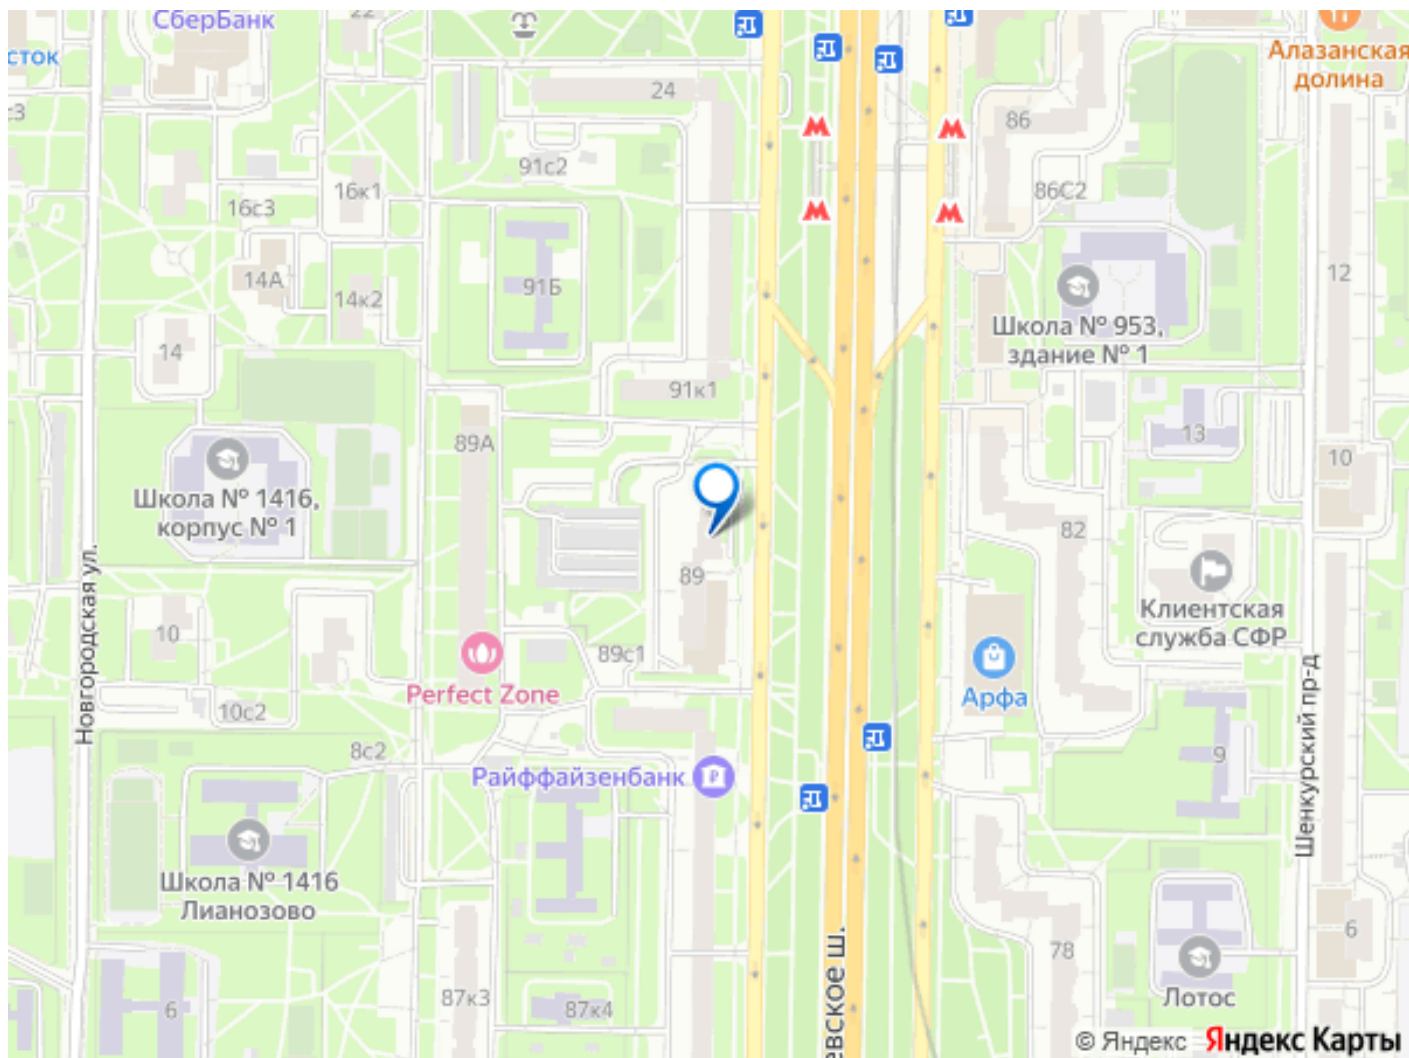 СберБанк
22
сток
24
Алазанская
долина
с3
86
91с2
16к1
86С2
16с3
12
14А
14к2
91Б
Школа № 953,
здание № 1
14
91к1
89А
13
10
Школа № 1416,
корпус № 1
82
89
Клиентская
служба СФР
Новгородская ул.
10
89с1
Perfect Zone
Арфа
10с2
8с2
Райффайзенбанк
9
Шенкурский пр-д
Школа № 1416
Лианозово
78
6
евское ш.
87к3
87к4
6
Лотос
© Яндекс Яндекс Карты